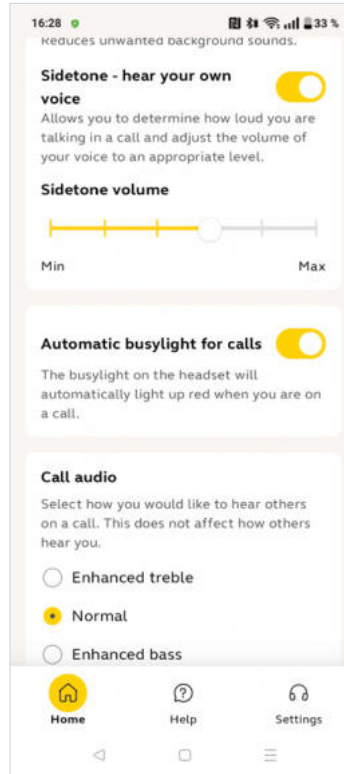 16:28 33 %
Reduces unwanted background sounds.
Sidetone - hear your own
voice
Allows you to determine how loud you are
talking in a call and adjust the volume of
your voice to an appropriate level.
Sidetone volume
Min Max
Automatic busylight for calls
The busylight on the headset will
automatically light up red when you are on
a call.
Call audio
Select how you would like to hear others
on a call. This does not affect how others
hear you.
Enhanced treble
Normal
Enhanced bass
Home Help Settings